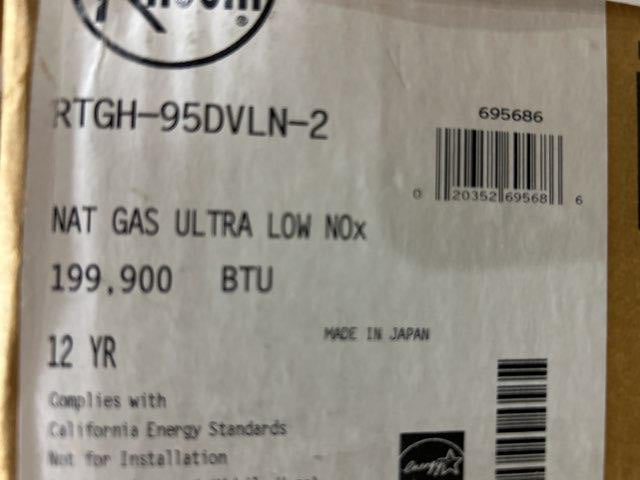 ®
RTGH-95DVLN-2
695686
0 20352 69568 6
NAT GAS ULTRA LOW NOx
199,900 BTU
MADE IN JAPAN
12 YR
Complies with
California Energy Standards
Not for Installation
energy